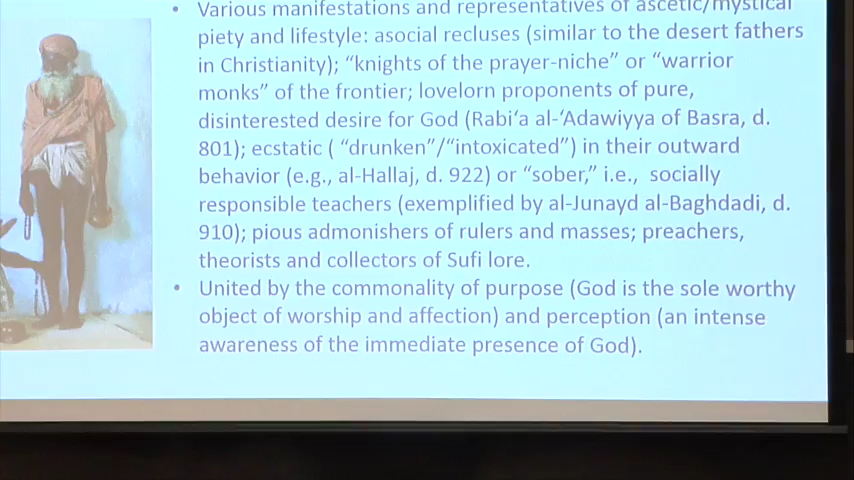 • Various manifestations and representatives of ascetic/mystical
piety and lifestyle: asocial recluses (similar to the desert fathers
in Christianity); “knights of the prayer-niche” or “warrior
monks” of the frontier; lovelorn proponents of pure,
disinterested desire for God (Rabi‘a al-‘Adawiyya of Basra, d.
801); ecstatic ( “drunken”/“intoxicated”) in their outward
behavior (e.g., al-Hallaj, d. 922) or “sober,” i.e., socially
responsible teachers (exemplified by al-Junayd al-Baghdadi, d.
910); pious admonishers of rulers and masses; preachers,
theorists and collectors of Sufi lore.
• United by the commonality of purpose (God is the sole worthy
object of worship and affection) and perception (an intense
awareness of the immediate presence of God).